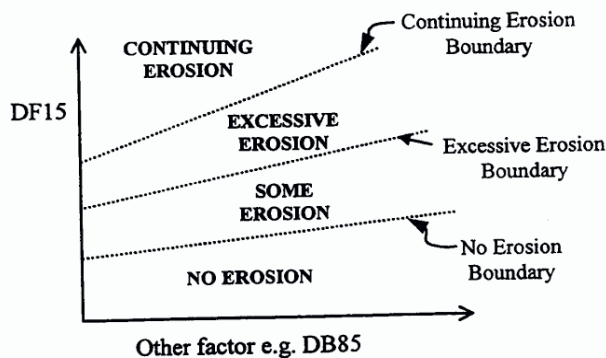 CONTINUING
EROSION
Continuing Erosion
Boundary
DF15
EXCESSIVE
EROSION
Excessive Erosion
Boundary
SOME
EROSION
No Erosion
Boundary
NO EROSION
Other factor e.g. DB85